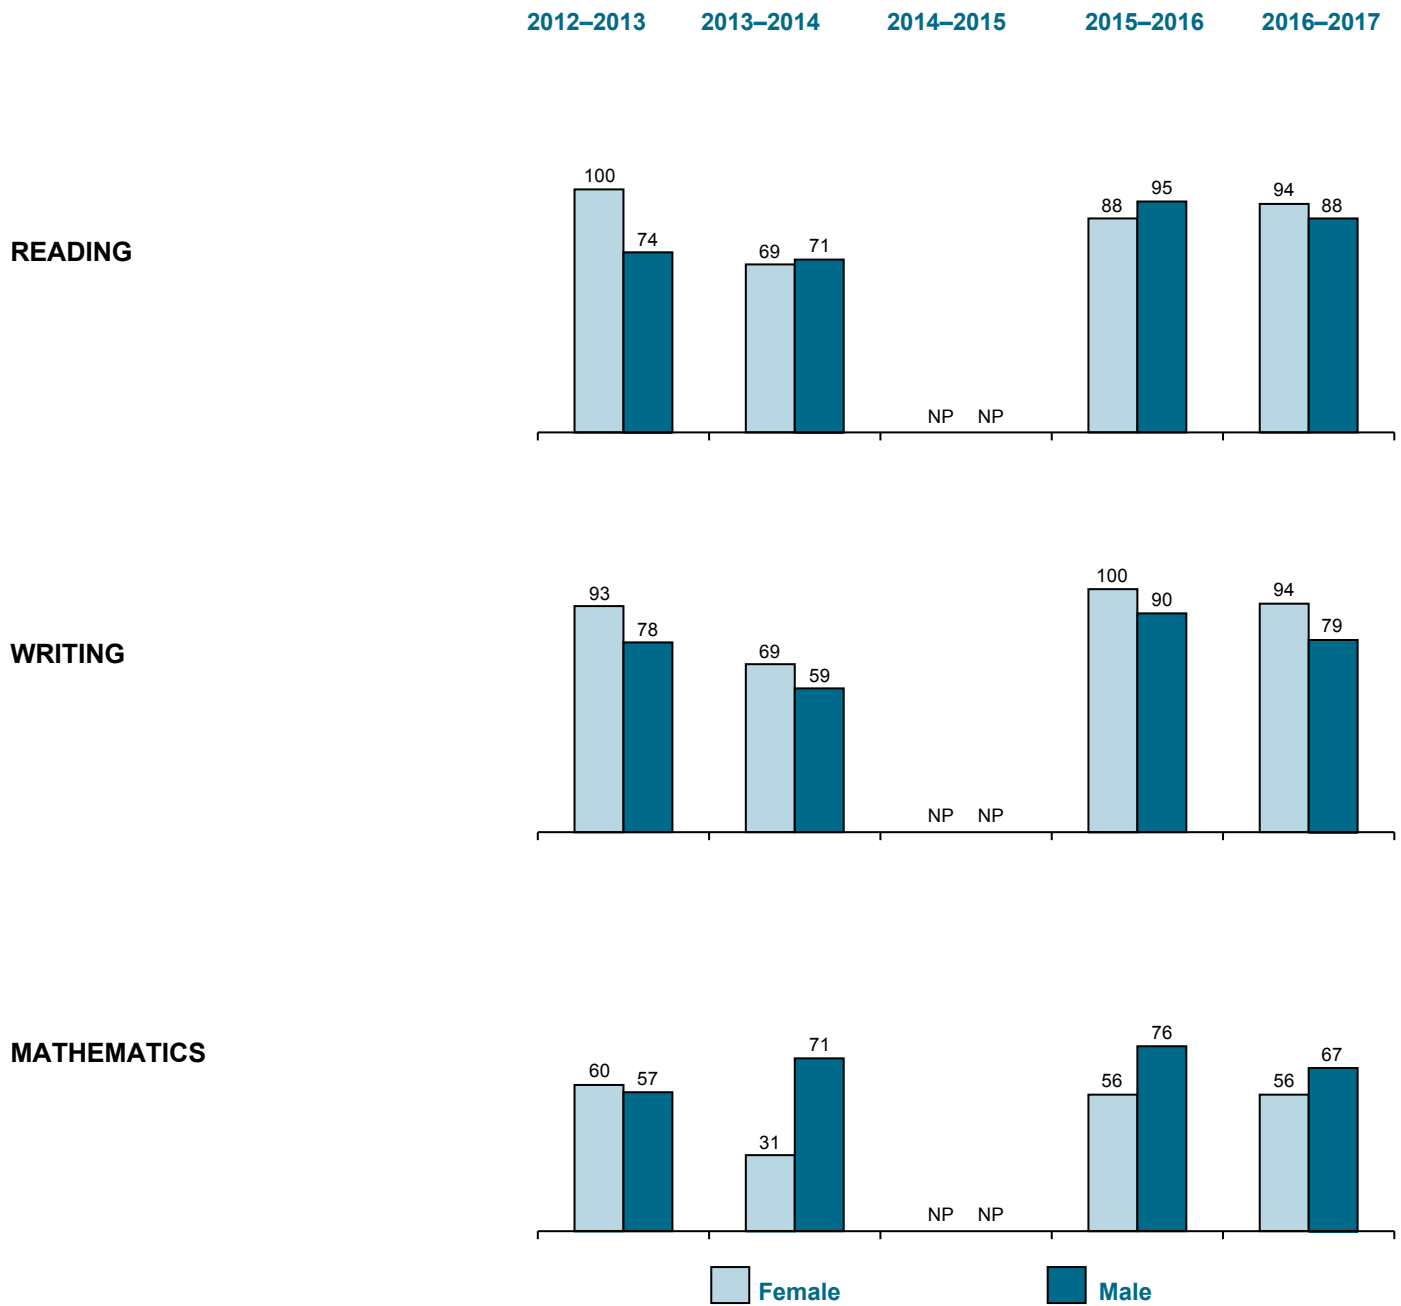 2012–2013 2013–2014 2014–2015 2015–2016 2016–2017
READING
100 74 69 71 NP NP 88 95 94 88
WRITING
93 78 69 59 NP NP 100 90 94 79
MATHEMATICS
60 57 31 71 NP NP 56 76 56 67
Female Male